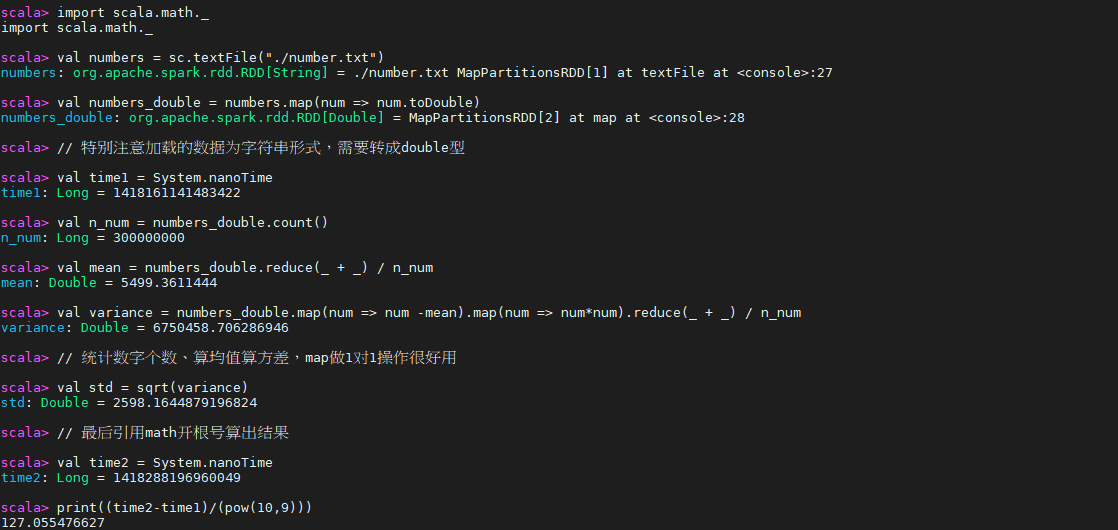 scala> import scala.math._
import scala.math._
scala> val numbers = sc.textFile("./number.txt")
numbers: org.apache.spark.rdd.RDD[String] = ./number.txt MapPartitionsRDD[1] at textFile at <console>:27
scala> val numbers_double = numbers.map(num => num.toDouble)
numbers_double: org.apache.spark.rdd.RDD[Double] = MapPartitionsRDD[2] at map at <console>:28
scala> // 特别注意加载的数据为字符串形式，需要转成double型
scala> val time1 = System.nanoTime
time1: Long = 1418161141483422
scala> val n_num = numbers_double.count()
n_num: Long = 300000000
scala> val mean = numbers_double.reduce(_ + _) / n_num
mean: Double = 5499.3611444
scala> val variance = numbers_double.map(num => num -mean).map(num => num*num).reduce(_ + _) / n_num
variance: Double = 6750458.706286946
scala> // 统计数字个数、算均值算方差，map做1对1操作很好用
scala> val std = sqrt(variance)
std: Double = 2598.1644879196824
scala> // 最后引用math开根号算出结果
scala> val time2 = System.nanoTime
time2: Long = 1418288196960049
scala> print((time2-time1)/(pow(10,9)))
127.055476627